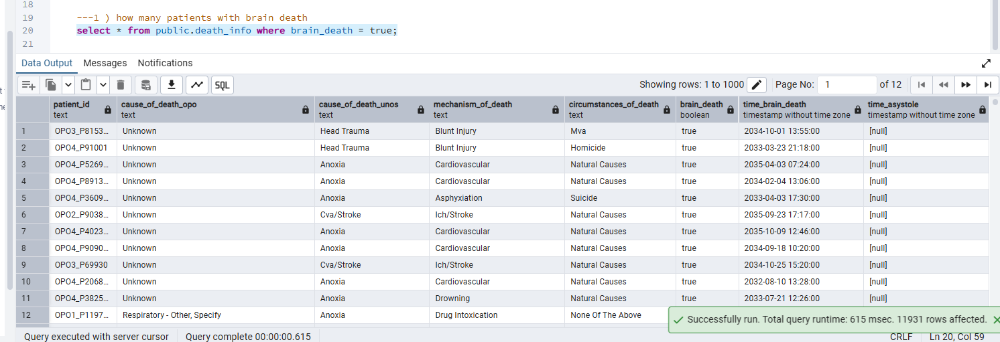 18
19 ---1 ) how many patients with brain death
20 select * from public.death_info where brain_death = true;
21
Data Output Messages Notifications
SQL Showing rows: 1 to 1000 Page No: 1 of 12
patient_id cause_of_death_opo cause_of_death_unos mechanism_of_death circumstances_of_death brain_death time_brain_death time_asystole
text text text text text boolean timestamp without time zone timestamp without time zone
1 OPO3_P8153... Unknown Head Trauma Blunt Injury Mva true 2034-10-01 13:55:00 [null]
2 OPO4_P91001 Unknown Head Trauma Blunt Injury Homicide true 2033-03-23 21:18:00 [null]
3 OPO4_P5269... Unknown Anoxia Cardiovascular Natural Causes true 2035-04-03 07:24:00 [null]
4 OPO4_P8913... Unknown Anoxia Cardiovascular Natural Causes true 2034-02-04 13:06:00 [null]
5 OPO4_P3609... Unknown Anoxia Asphyxiation Suicide true 2033-04-03 17:30:00 [null]
6 OPO2_P9038... Unknown Cva/Stroke Ich/Stroke Natural Causes true 2035-09-23 17:17:00 [null]
7 OPO4_P4023... Unknown Anoxia Cardiovascular Natural Causes true 2035-10-09 12:46:00 [null]
8 OPO4_P9090... Unknown Anoxia Cardiovascular Natural Causes true 2034-09-18 10:20:00 [null]
9 OPO3_P69930 Unknown Cva/Stroke Ich/Stroke Natural Causes true 2034-10-25 15:20:00 [null]
10 OPO4_P2068... Unknown Anoxia Cardiovascular Natural Causes true 2032-08-10 13:28:00 [null]
11 OPO4_P3825... Unknown Anoxia Drowning Natural Causes true 2033-07-21 12:26:00 [null]
12 OPO1_P1197... Respiratory - Other, Specify Anoxia Drug Intoxication None Of The Above
Successfully run. Total query runtime: 615 msec. 11931 rows affected.
Query executed with server cursor Query complete 00:00:00.615 CRLF Ln 20, Col 59